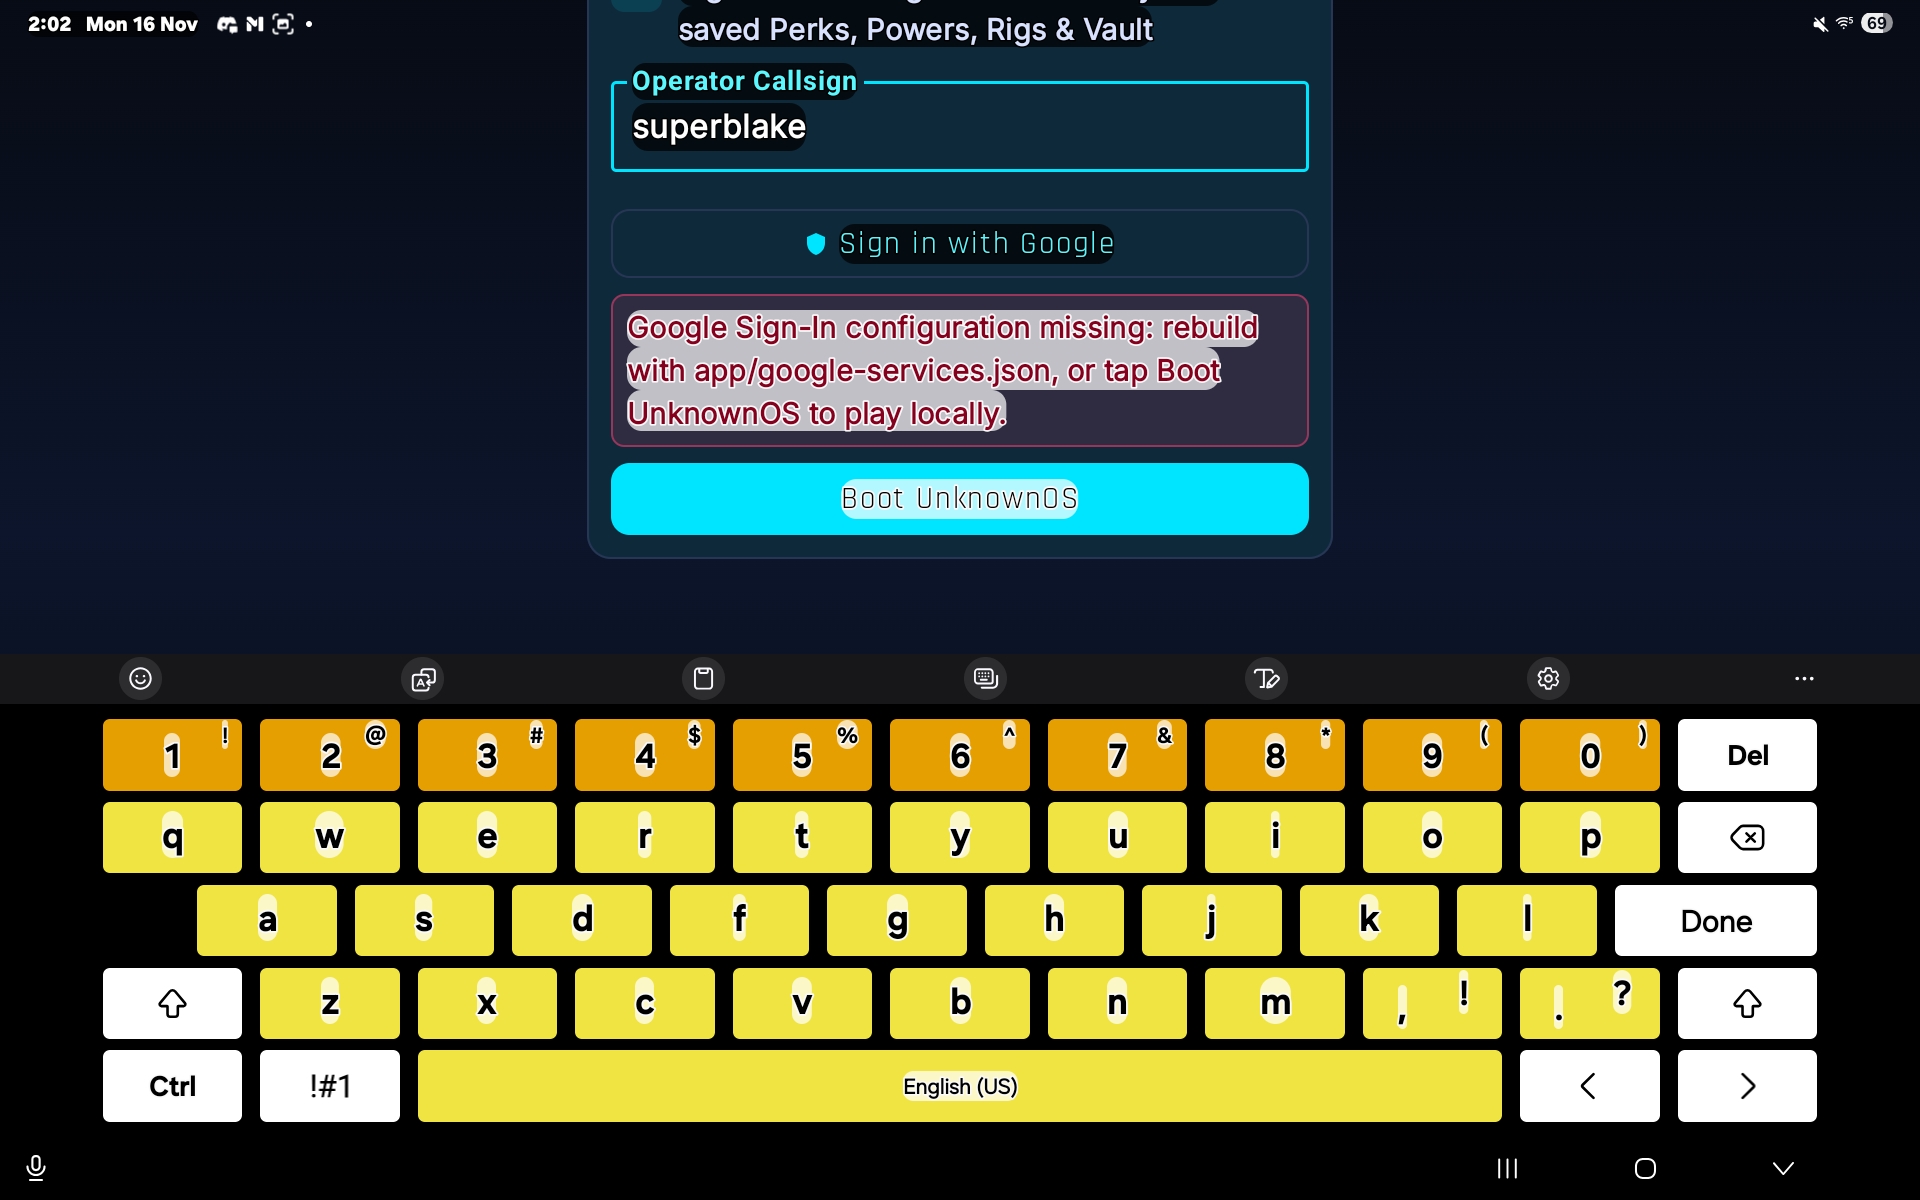 2:02 Mon 16 Nov
69
saved Perks, Powers, Rigs & Vault
Operator Callsign
superblake
Sign in with Google
Google Sign-In configuration missing: rebuild
with app/google-services.json, or tap Boot
UnknownOS to play locally.
Boot UnknownOS
1 ! 2 @ 3 # 4 $ 5 % 6 ^ 7 & 8 * 9 ( 0 ) Del
q w e r t y u i o p
a s d f g h j k l Done
z x c v b n m , ! . ?
Ctrl !#1 English (US) < >